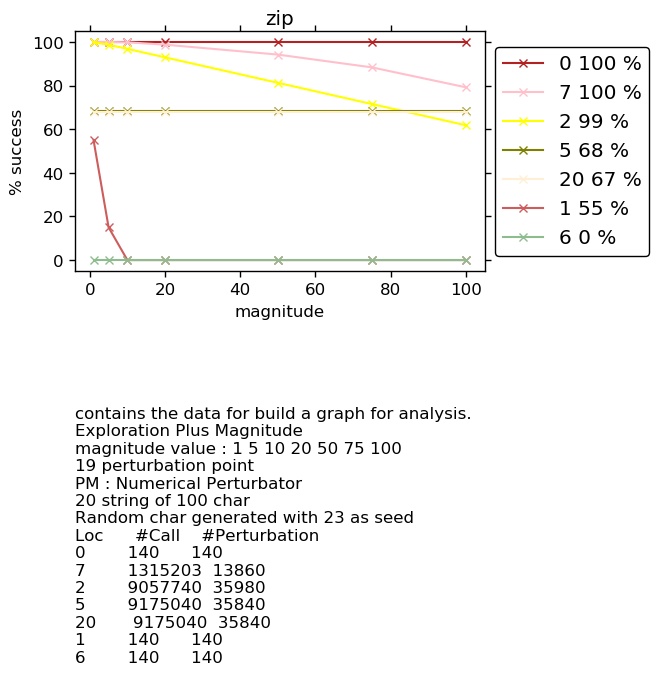 zip
100
80
60
40
20
0
% success
0 20 40 60 80 100
magnitude
0 100 %
7 100 %
2 99 %
5 68 %
20 67 %
1 55 %
6 0 %
contains the data for build a graph for analysis.
Exploration Plus Magnitude
magnitude value : 1 5 10 20 50 75 100
19 perturbation point
PM : Numerical Perturbator
20 string of 100 char
Random char generated with 23 as seed
Loc #Call #Perturbation
0 140 140
7 1315203 13860
2 9057740 35980
5 9175040 35840
20 9175040 35840
1 140 140
6 140 140